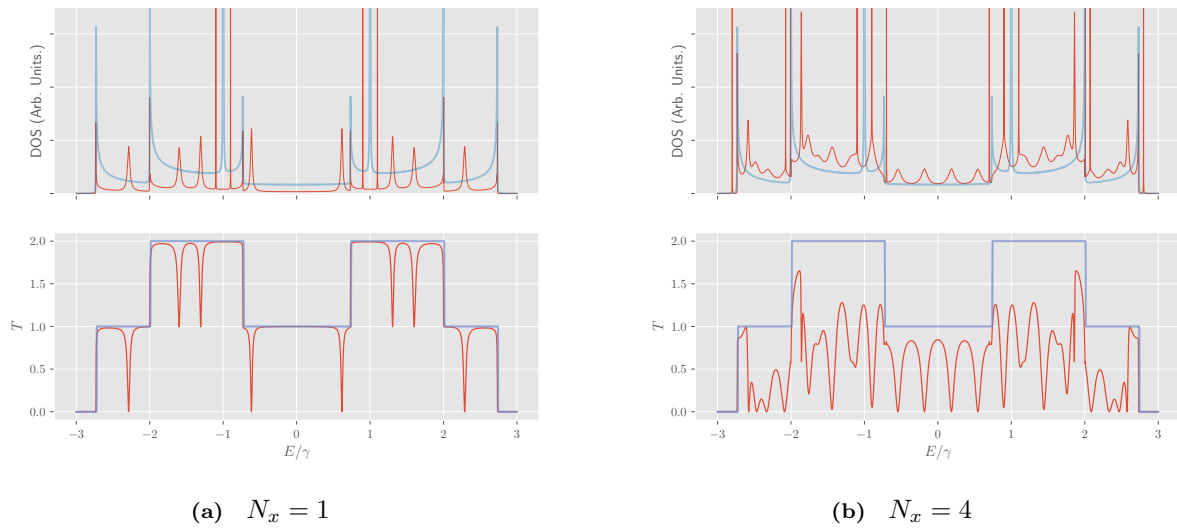 DOS (Arb. Units.)
2.0
1.5
1.0
0.5
0.0
T
−3 −2 −1 0 1 2 3
E/γ
(a) N_x = 1
DOS (Arb. Units.)
2.0
1.5
1.0
0.5
0.0
T
−3 −2 −1 0 1 2 3
E/γ
(b) N_x = 4